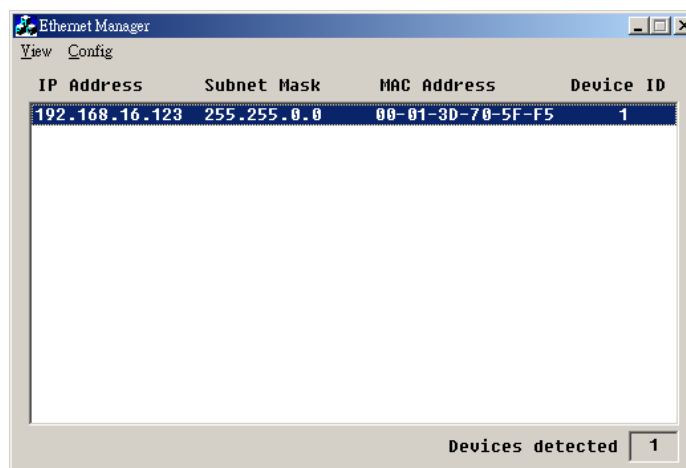 Ethernet Manager
View Config
IP Address Subnet Mask MAC Address Device ID
192.168.16.123 255.255.0.0 00-01-3D-70-5F-F5 1
Devices detected 1